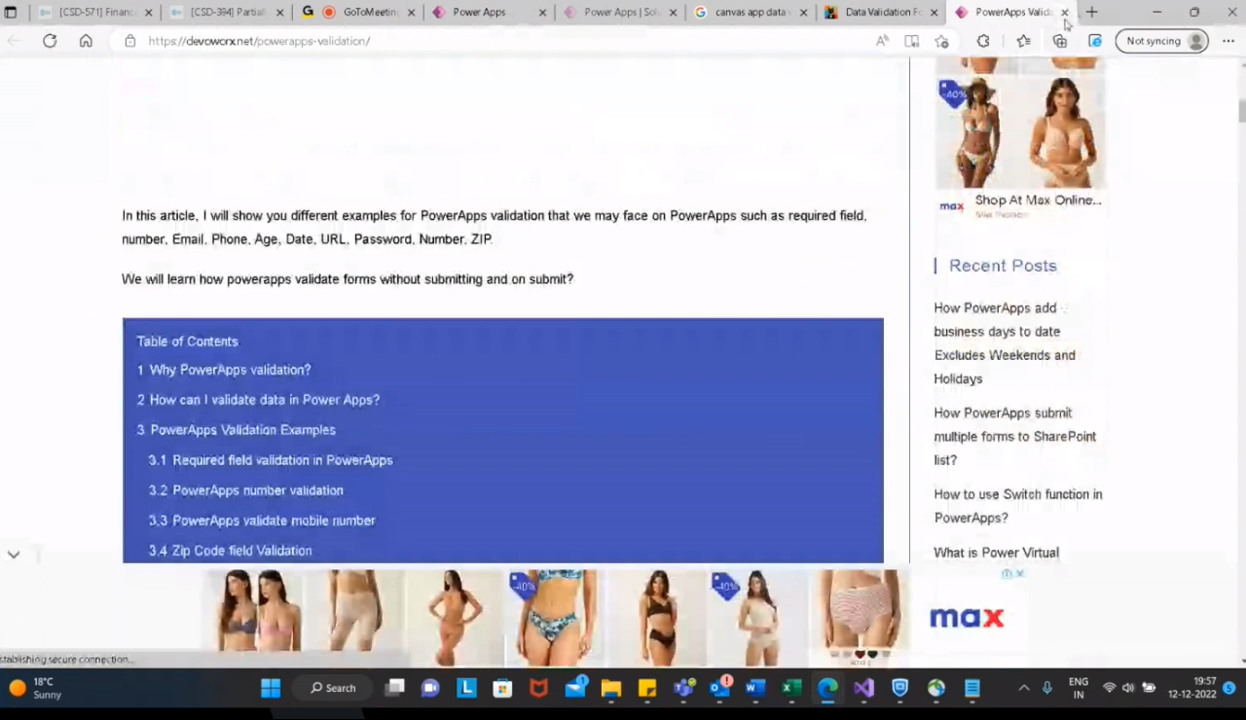 [CSD-571] Financ
[CSD-394] Partial
GoToMeeting
Power Apps
Power Apps | Solu
canvas app data v
Data Validation Fo
PowerApps Valid
https://devoworx.net/powerapps-validation/
Not syncing
-40%
Shop At Max Online...
max
In this article, I will show you different examples for PowerApps validation that we may face on PowerApps such as required field,
number, Email, Phone, Age, Date, URL, Password, Number, ZIP.
We will learn how powerapps validate forms without submitting and on submit?
Table of Contents
1 Why PowerApps validation?
2 How can I validate data in Power Apps?
3 PowerApps Validation Examples
3.1 Required field validation in PowerApps
3.2 PowerApps number validation
3.3 PowerApps validate mobile number
3.4 Zip Code field Validation
Recent Posts
How PowerApps add
business days to date
Excludes Weekends and
Holidays
How PowerApps submit
multiple forms to SharePoint
list?
How to use Switch function in
PowerApps?
What is Power Virtual
-40%
-40%
max
stablishing secure connection...
18°C
Sunny
Search
ENG
IN
19:57
12-12-2022